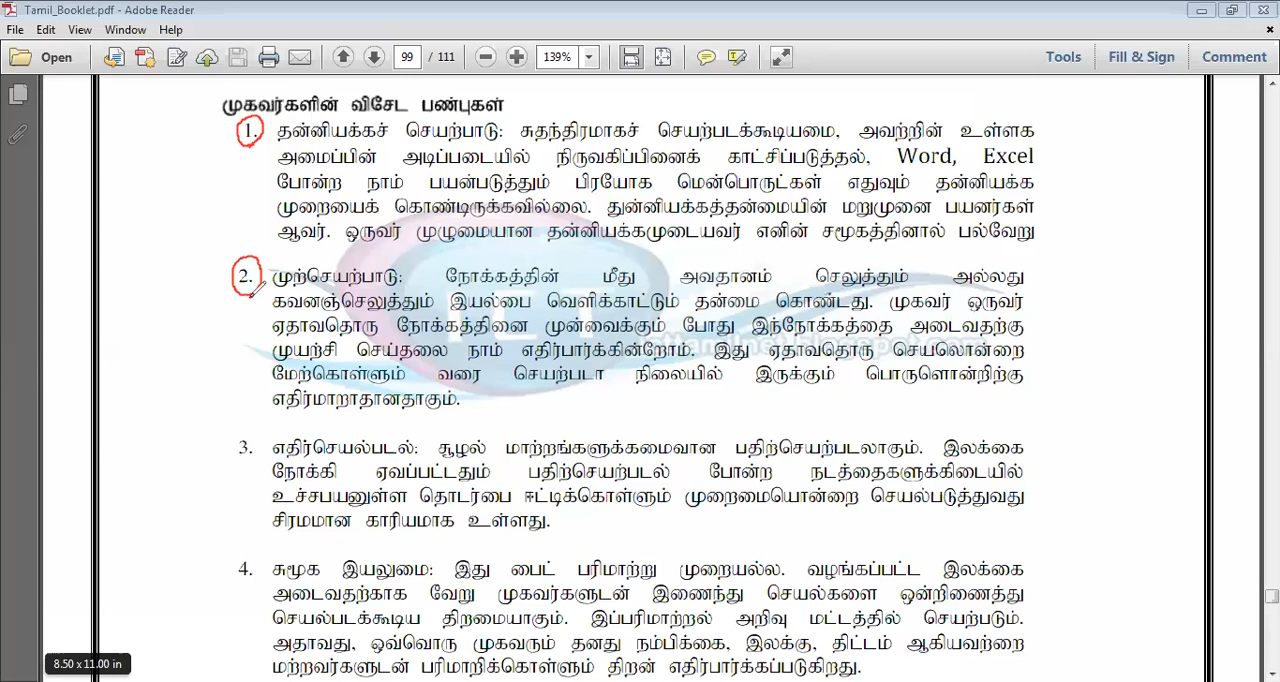 Tamil_Booklet.pdf - Adobe Reader
File Edit View Window Help
Open 99 / 111 139% Tools Fill & Sign Comment
முகவர்களின் விசேட பண்புகள்
1. தன்னியக்கச் செயற்பாடு: சுதந்திரமாகச் செயற்படக்கூடியமை, அவற்றின் உள்ளக
அமைப்பின் அடிப்படையில் நிருவகிப்பினைக் காட்சிப்படுத்தல், Word, Excel
போன்ற நாம் பயன்படுத்தும் பிரயோக மென்பொருட்கள் எதுவும் தன்னியக்க
முறையைக் கொண்டிருக்கவில்லை. துன்னியக்கத்தன்மையின் மறுமுனை பயனர்கள்
ஆவர். ஒருவர் முழுமையான தன்னியக்கமுடையவர் எனின் சமூகத்தினால் பல்வேறு
2. முற்செயற்பாடு: நோக்கத்தின் மீது அவதானம் செலுத்தும் அல்லது
கவனஞ்செலுத்தும் இயல்பை வெளிக்காட்டும் தன்மை கொண்டது. முகவர் ஒருவர்
ஏதாவதொரு நோக்கத்தினை முன்வைக்கும் போது இந்நோக்கத்தை அடைவதற்கு
முயற்சி செய்தலை நாம் எதிர்பார்க்கின்றோம். இது ஏதாவதொரு செயலொன்றை
மேற்கொள்ளும் வரை செயற்படா நிலையில் இருக்கும் பொருளொன்றிற்கு
எதிர்மாறாதானதாகும்.
3. எதிர்செயல்படல்: சூழல் மாற்றங்களுக்கமைவான பதிற்செயற்படலாகும். இலக்கை
நோக்கி ஏவப்பட்டதும் பதிற்செயற்படல் போன்ற நடத்தைகளுக்கிடையில்
உச்சபயனுள்ள தொடர்பை ஈட்டிக்கொள்ளும் முறைமையொன்றை செயல்படுத்துவது
சிரமமான காரியமாக உள்ளது.
4. சுமூக இயலுமை: இது பைட் பரிமாற்று முறையல்ல. வழங்கப்பட்ட இலக்கை
அடைவதற்காக வேறு முகவர்களுடன் இணைந்து செயல்களை ஒன்றிணைத்து
செயல்படக்கூடிய திறமையாகும். இப்பரிமாற்றல் அறிவு மட்டத்தில் செயற்படும்.
அதாவது, ஒவ்வொரு முகவரும் தனது நம்பிக்கை, இலக்கு, திட்டம் ஆகியவற்றை
மற்றவர்களுடன் பரிமாறிக்கொள்ளும் திறன் எதிர்பார்க்கப்படுகிறது.
8.50 x 11.00 in